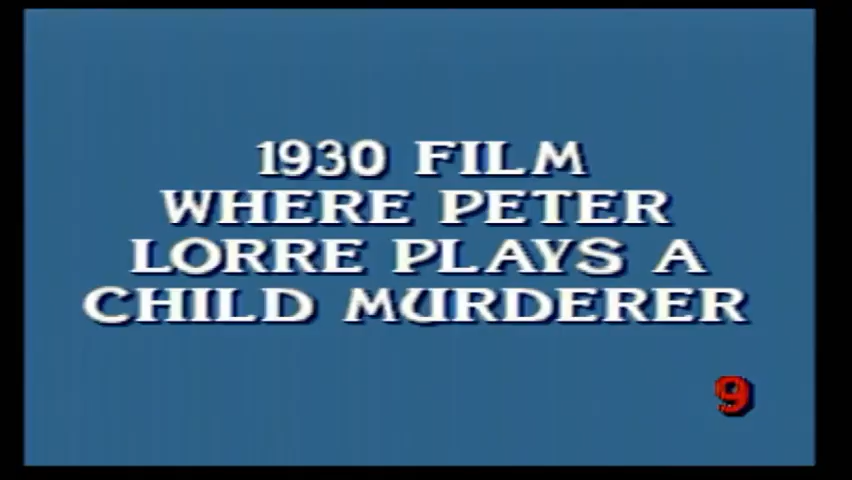 1930 FILM
WHERE PETER
LORRE PLAYS A
CHILD MURDERER
9